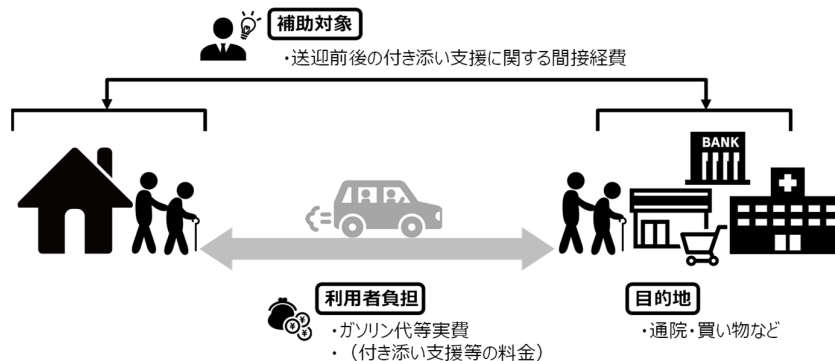 補助対象
・送迎前後の付き添い支援に関する間接経費
BANK
利用者負担
・ガソリン代等実費
・（付き添い支援等の料金）
目的地
・通院・買い物など